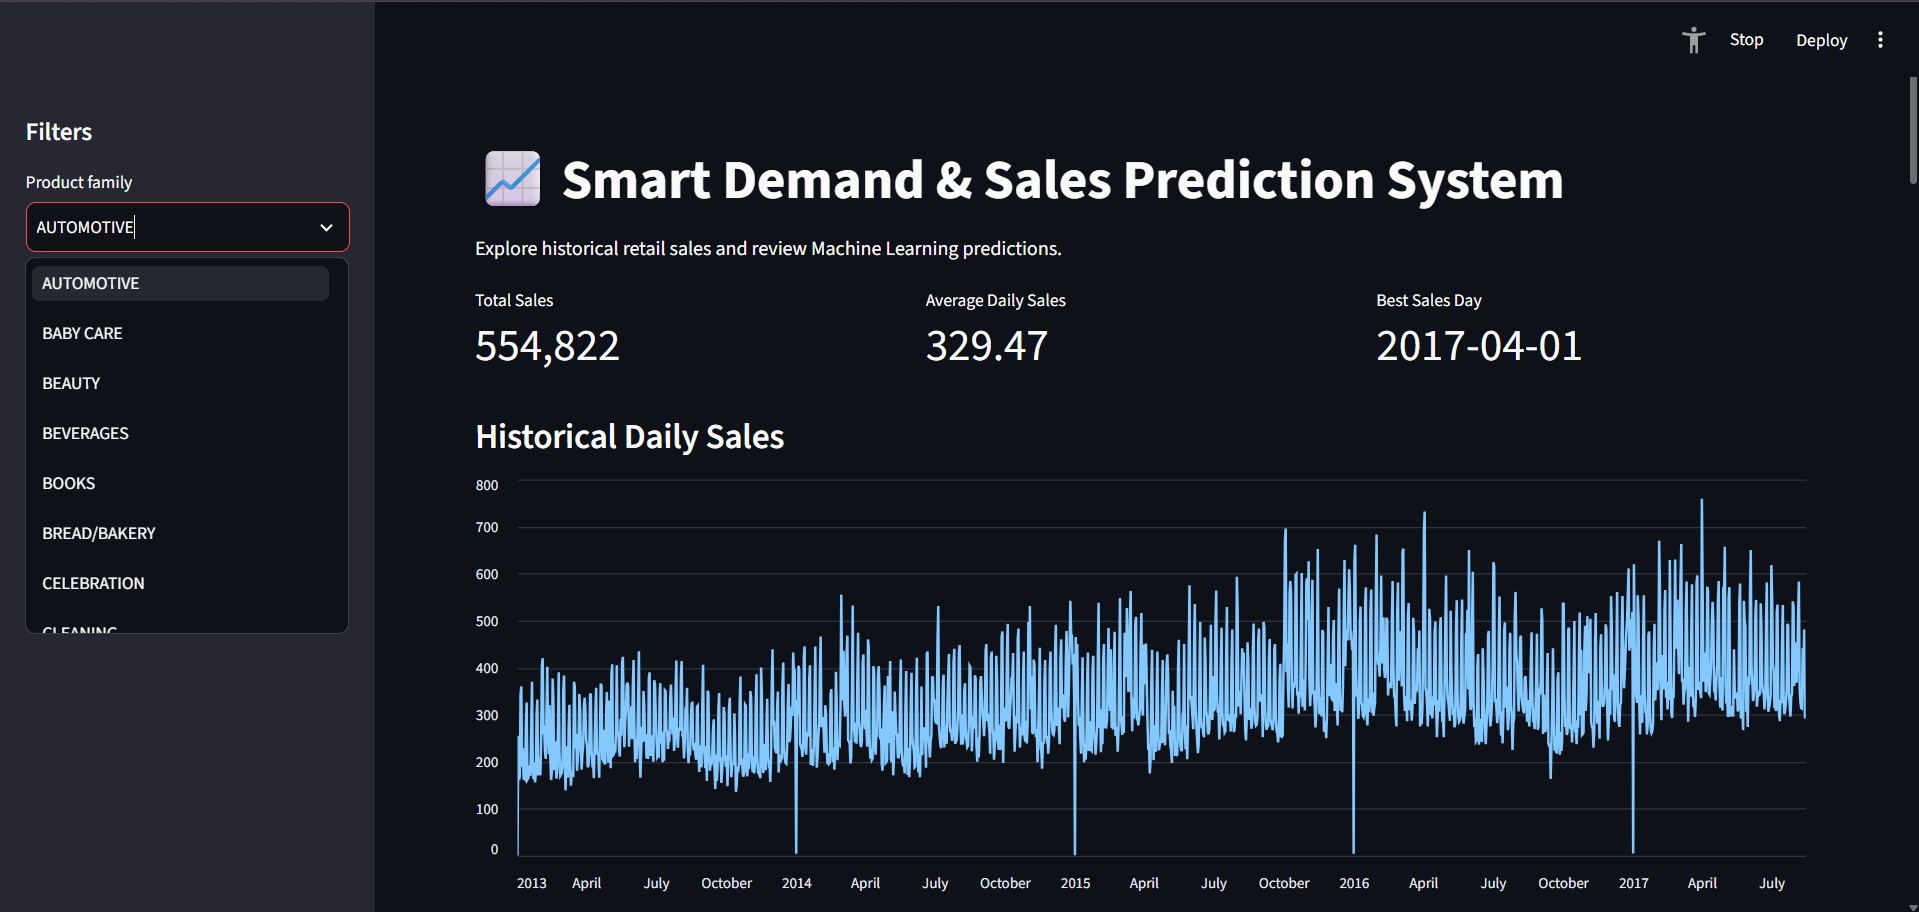 Stop
Deploy
Filters
Product family
AUTOMOTIVE
AUTOMOTIVE
BABY CARE
BEAUTY
BEVERAGES
BOOKS
BREAD/BAKERY
CELEBRATION
CLEANING
Smart Demand & Sales Prediction System
Explore historical retail sales and review Machine Learning predictions.
Total Sales
554,822
Average Daily Sales
329.47
Best Sales Day
2017-04-01
Historical Daily Sales
800
700
600
500
400
300
200
100
0
2013 April July October 2014 April July October 2015 April July October 2016 April July October 2017 April July